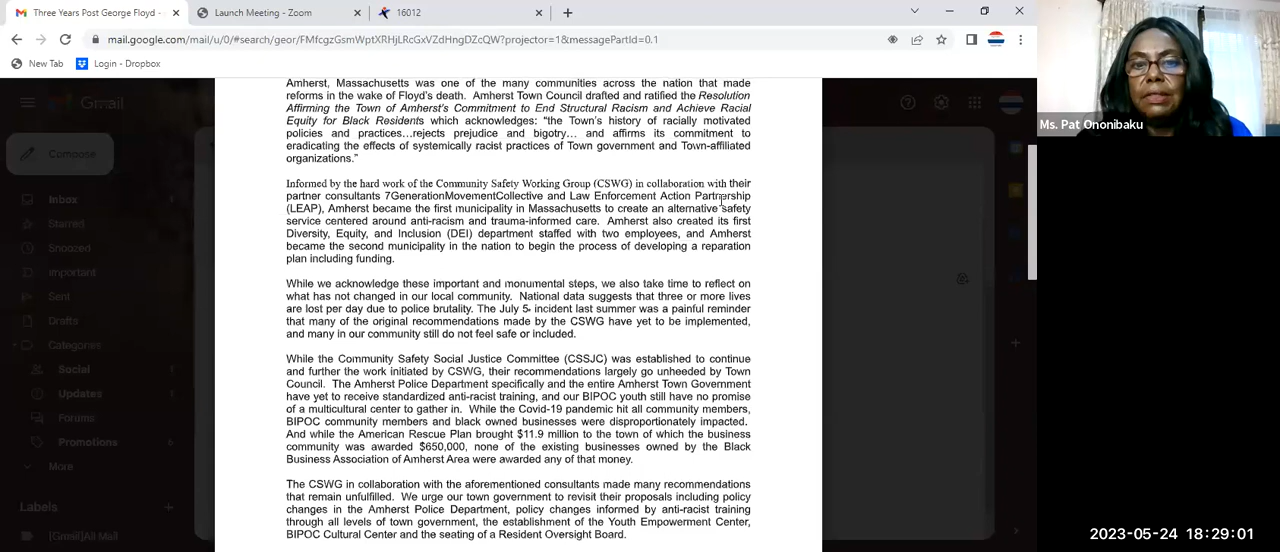 Three Years Post George Floyd -
Launch Meeting - Zoom
16012
mail.google.com/mail/u/0/#search/geor/FMfcgzGsmWptXRHjLRcGxVZdHngDZcQW?projector=1&messagePartId=0.1
New Tab
Login - Dropbox
Gmail
Compose
Inbox
Starred
Snoozed
Important
Sent
Drafts
Categories
Social
Updates
Forums
Promotions
More
Labels
[Gmail]All Mail
Amherst, Massachusetts was one of the many communities across the nation that made
reforms in the wake of Floyd's death. Amherst Town Council drafted and ratified the Resolution
Affirming the Town of Amherst's Commitment to End Structural Racism and Achieve Racial
Equity for Black Residents which acknowledges: "the Town's history of racially motivated
policies and practices…rejects prejudice and bigotry… and affirms its commitment to
eradicating the effects of systemically racist practices of Town government and Town-affiliated
organizations."
Informed by the hard work of the Community Safety Working Group (CSWG) in collaboration with their
partner consultants 7GenerationMovementCollective and Law Enforcement Action Partnership
(LEAP), Amherst became the first municipality in Massachusetts to create an alternative safety
service centered around anti-racism and trauma-informed care. Amherst also created its first
Diversity, Equity, and Inclusion (DEI) department staffed with two employees, and Amherst
became the second municipality in the nation to begin the process of developing a reparation
plan including funding.
While we acknowledge these important and monumental steps, we also take time to reflect on
what has not changed in our local community. National data suggests that three or more lives
are lost per day due to police brutality. The July 5 incident last summer was a painful reminder
that many of the original recommendations made by the CSWG have yet to be implemented,
and many in our community still do not feel safe or included.
While the Community Safety Social Justice Committee (CSSJC) was established to continue
and further the work initiated by CSWG, their recommendations largely go unheeded by Town
Council. The Amherst Police Department specifically and the entire Amherst Town Government
have yet to receive standardized anti-racist training, and our BIPOC youth still have no promise
of a multicultural center to gather in. While the Covid-19 pandemic hit all community members,
BIPOC community members and black owned businesses were disproportionately impacted.
And while the American Rescue Plan brought $11.9 million to the town of which the business
community was awarded $650,000, none of the existing businesses owned by the Black
Business Association of Amherst Area were awarded any of that money.
The CSWG in collaboration with the aforementioned consultants made many recommendations
that remain unfulfilled. We urge our town government to revisit their proposals including policy
changes in the Amherst Police Department, policy changes informed by anti-racist training
through all levels of town government, the establishment of the Youth Empowerment Center,
BIPOC Cultural Center and the seating of a Resident Oversight Board.
Ms. Pat Ononibaku
2023-05-24 18:29:01